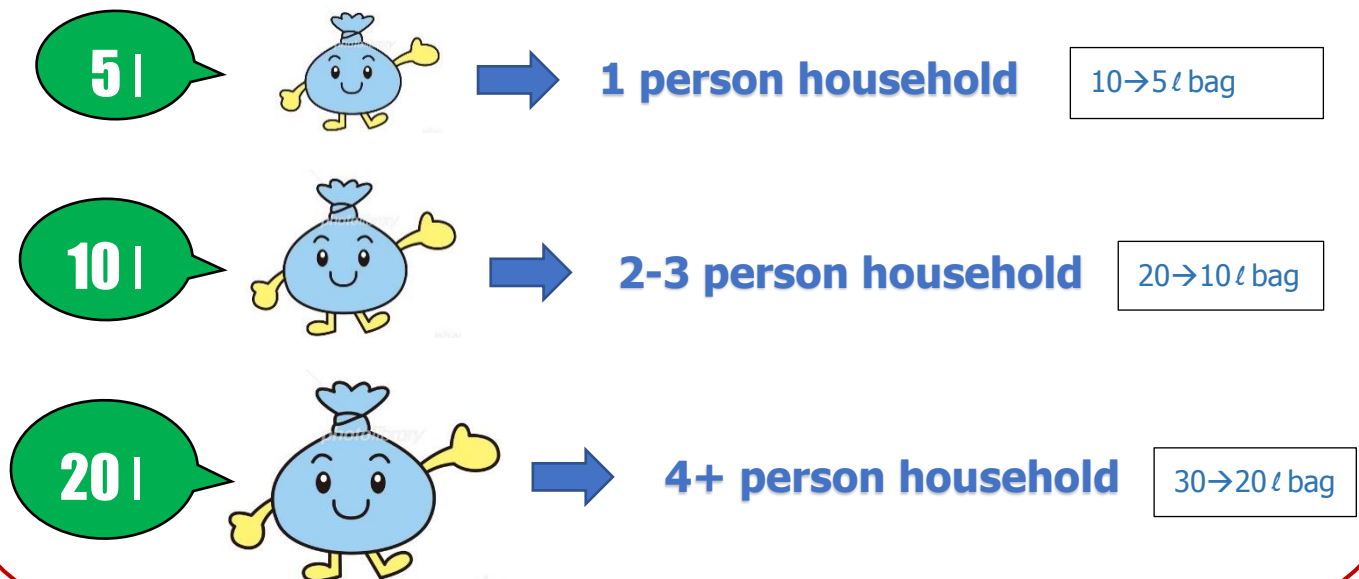 5 l
1 person household
10→5ℓ bag
10 l
2-3 person household
20→10ℓ bag
20 l
4+ person household
30→20ℓ bag